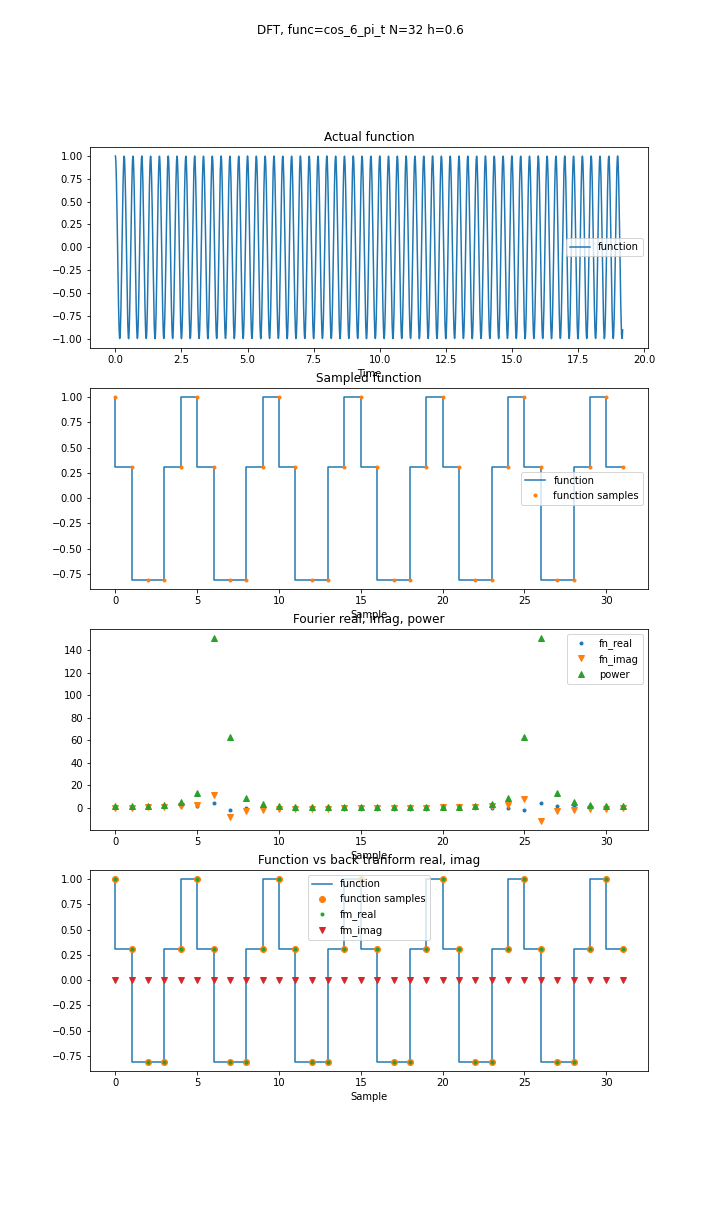 DFT, func=cos_6_pi_t N=32 h=0.6
Actual function
1.00
0.75
0.50
0.25
0.00
−0.25
−0.50
−0.75
−1.00
function
0.0 2.5 5.0 7.5 10.0 12.5 15.0 17.5 20.0
Time
Sampled function
1.00
0.75
0.50
0.25
0.00
−0.25
−0.50
−0.75
function
function samples
0 5 10 15 20 25 30
Sample
Fourier real, imag, power
140
120
100
80
60
40
20
0
fn_real
fn_imag
power
0 5 10 15 20 25 30
Sample
Function vs back tranform real, imag
1.00
0.75
0.50
0.25
0.00
−0.25
−0.50
−0.75
function
function samples
fm_real
fm_imag
0 5 10 15 20 25 30
Sample